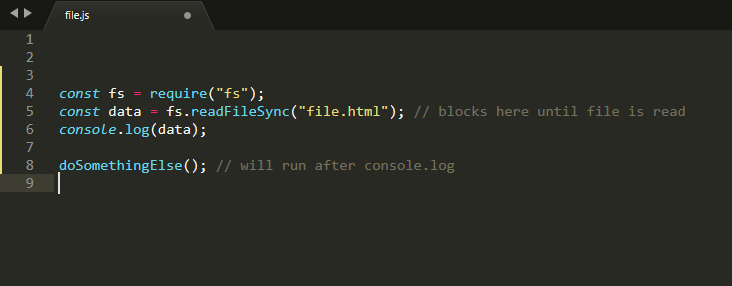 file.js
1
2
3
4 const fs = require("fs");
5 const data = fs.readFileSync("file.html"); // blocks here until file is read
6 console.log(data);
7
8 doSomethingElse(); // will run after console.log
9